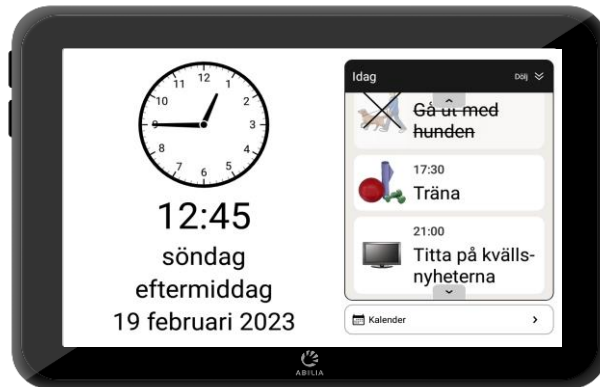 12
1
2
3
4
5
6
7
8
9
10
11
12:45
söndag
eftermiddag
19 februari 2023
Idag
Dölj
Gå ut med
hunden
17:30
Träna
21:00
Titta på kvälls-
nyheterna
Kalender
ABILIA